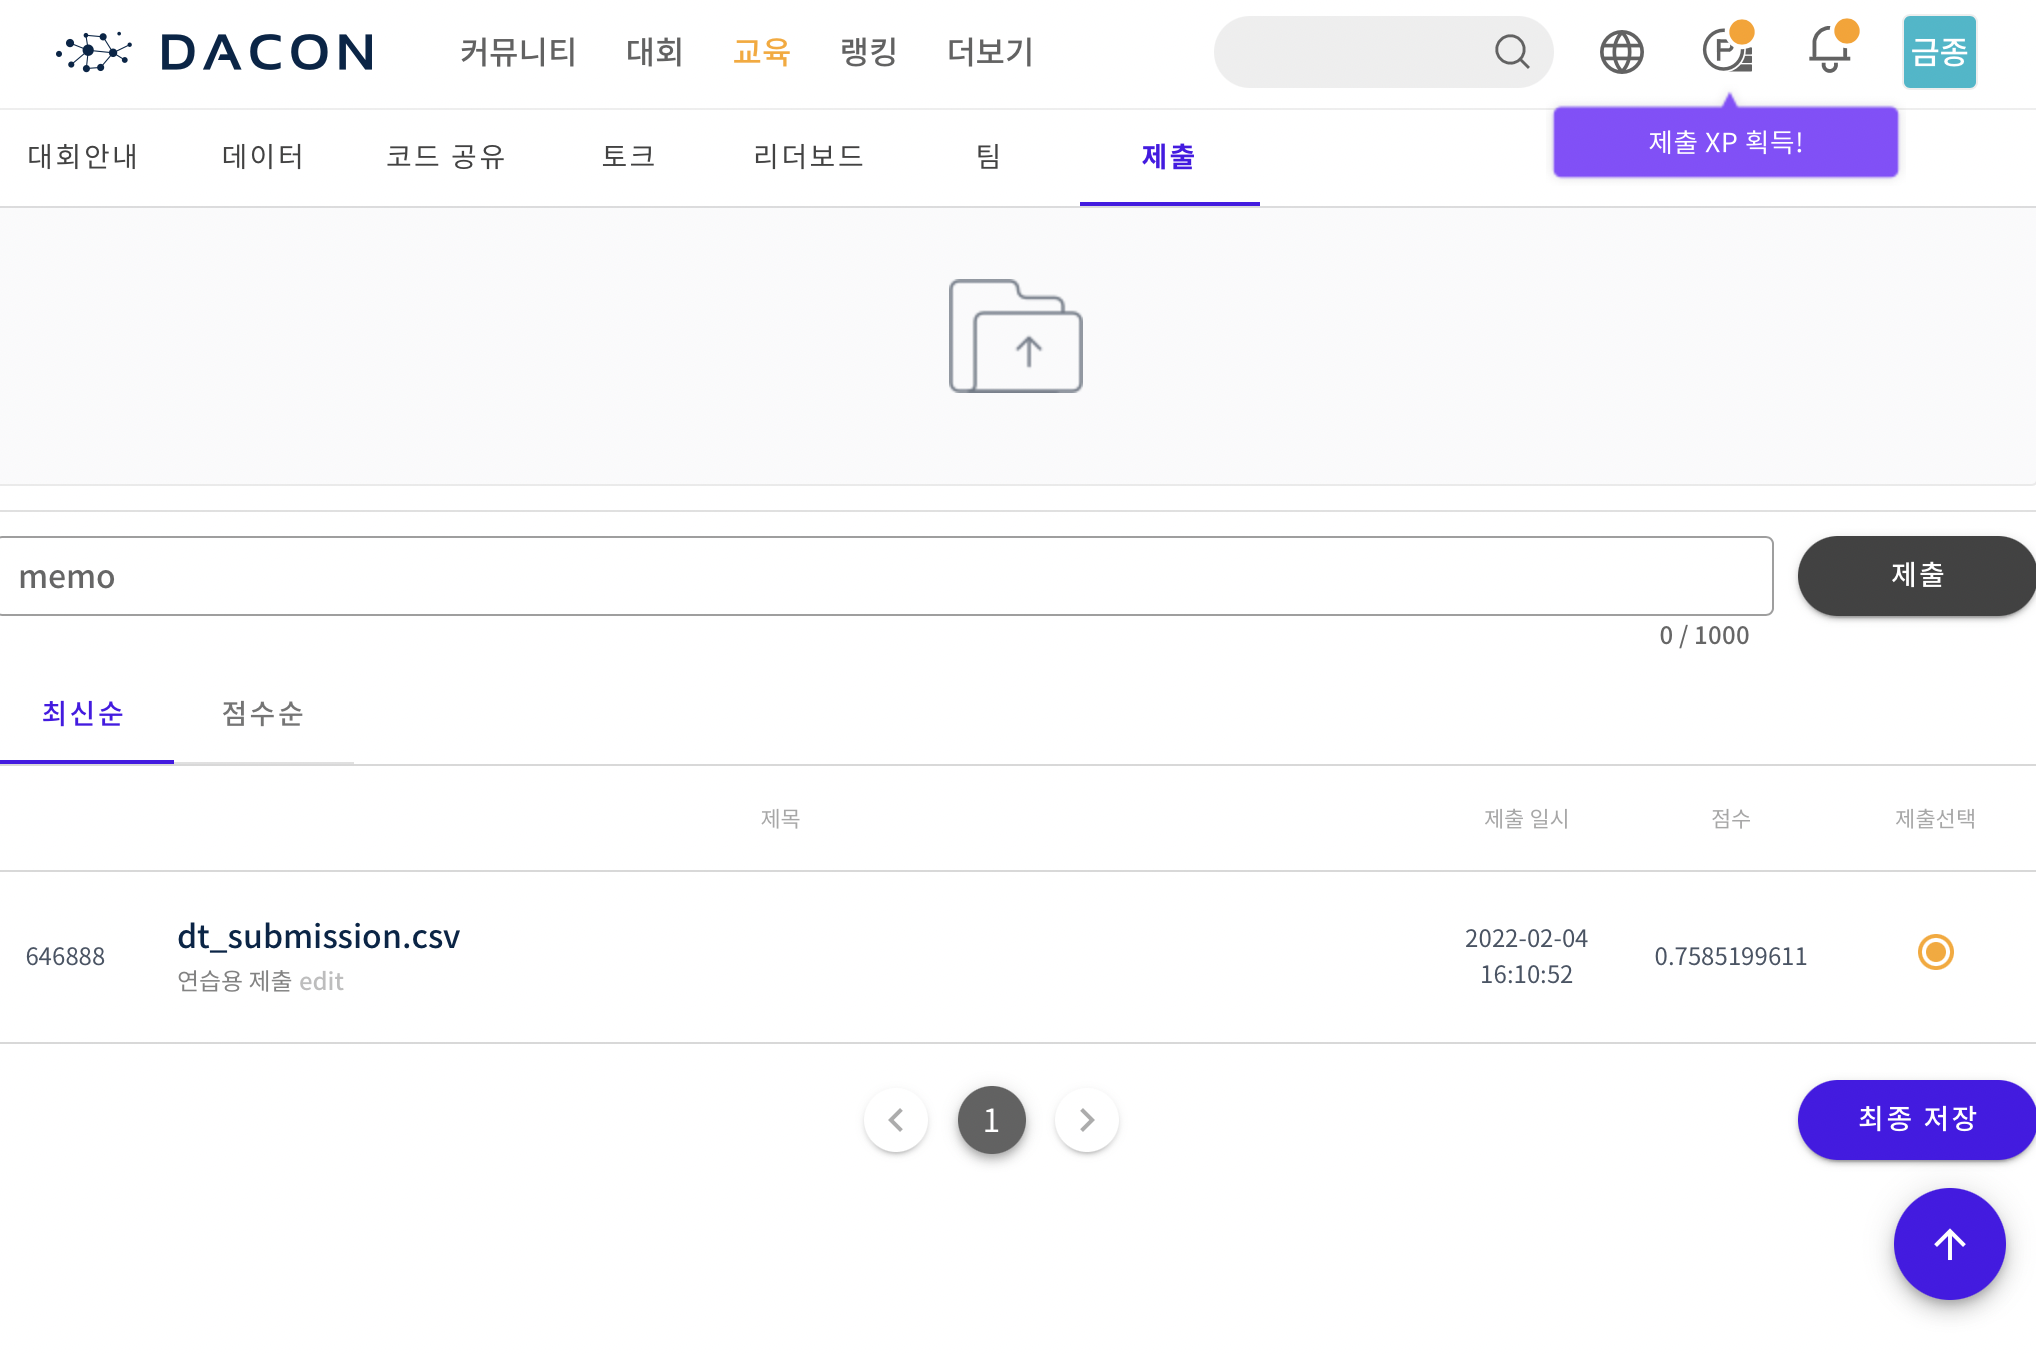 DACON 커뮤니티 대회 교육 랭킹 더보기 금종
제출 XP 획득!
대회안내 데이터 코드 공유 토크 리더보드 팀 제출
memo 제출
0 / 1000
최신순 점수순
제목 제출 일시 점수 제출선택
646888 dt_submission.csv 2022-02-04 16:10:52 0.7585199611
연습용 제출 edit
1 최종 저장